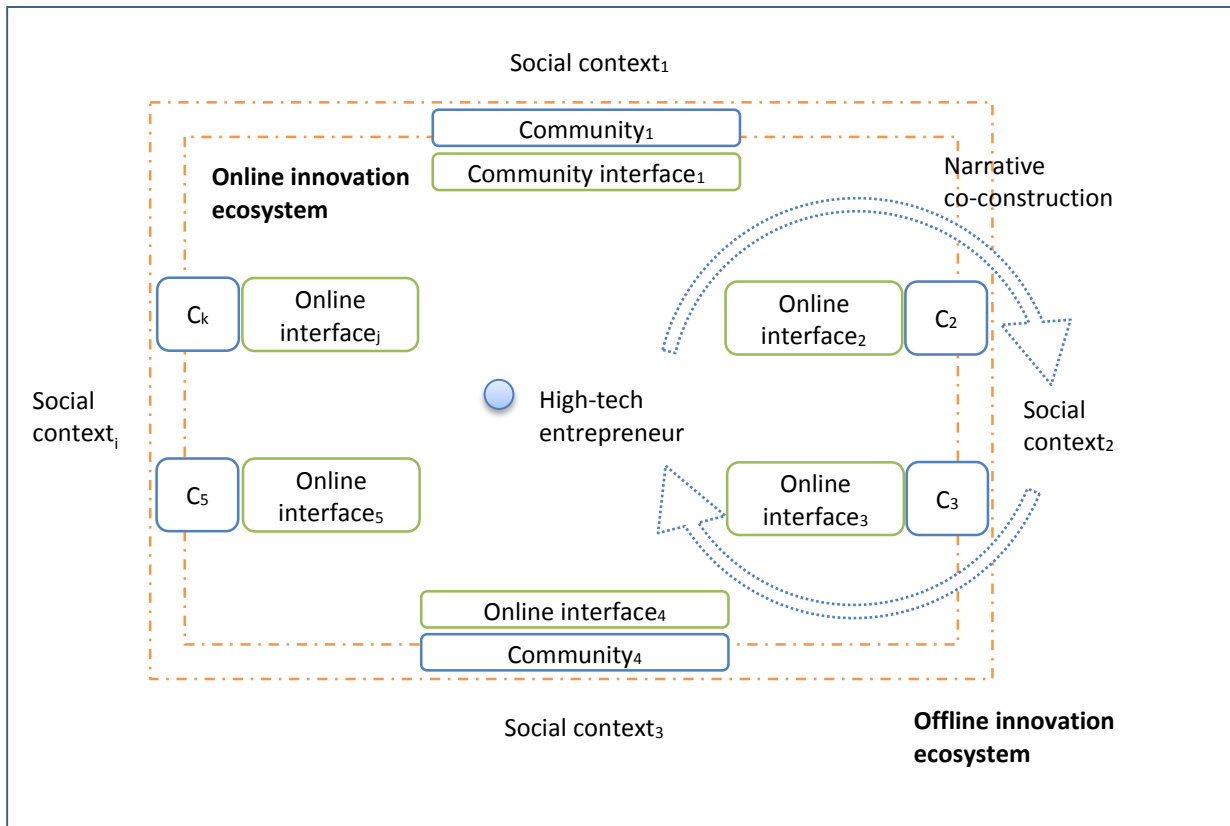 Social context₁
Community₁
Community interface₁
Online innovation
ecosystem
Narrative
co-construction
Cₖ
Online
interfaceⱼ
Online
interface₂
C₂
High-tech
entrepreneur
Social
contextᵢ
Social
context₂
C₅
Online
interface₅
Online
interface₃
C₃
Online interface₄
Community₄
Social context₃
Offline innovation
ecosystem